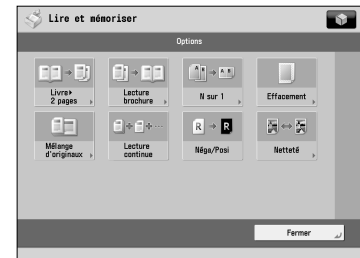 Lire et mémoriser
Options
Livre▸
2 pages
Lecture
brochure
N sur 1
Effacement
Mélange
d'originaux
Lecture
continue
Néga/Posi
Netteté
Fermer